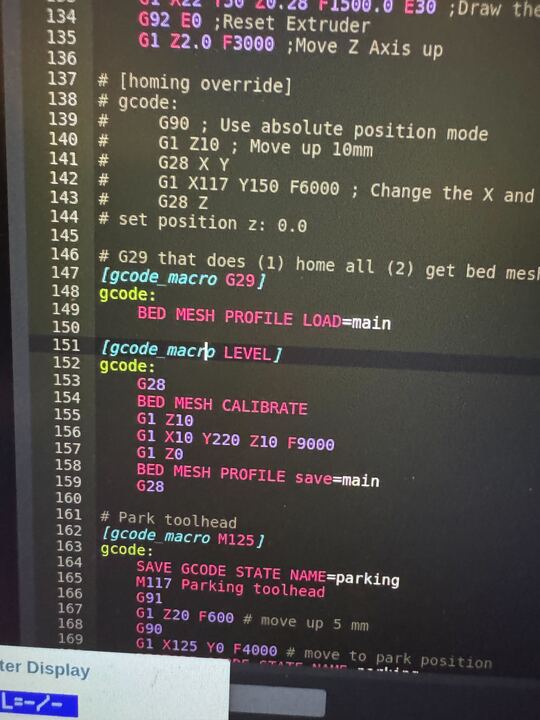 G1 X22 Y50 Z0.28 F1500.0 E30 ;Draw the
134 G92 E0 ;Reset Extruder
135 G1 Z2.0 F3000 ;Move Z Axis up
136
137 # [homing override]
138 # gcode:
139 # G90 ; Use absolute position mode
140 # G1 Z10 ; Move up 10mm
141 # G28 X Y
142 # G1 X117 Y150 F6000 ; Change the X and
143 # G28 Z
144 # set position z: 0.0
145
146 # G29 that does (1) home all (2) get bed mesh
147 [gcode_macro G29]
148 gcode:
149 BED MESH PROFILE LOAD=main
150
151 [gcode_macro LEVEL]
152 gcode:
153 G28
154 BED MESH CALIBRATE
155 G1 Z10
156 G1 X10 Y220 Z10 F9000
157 G1 Z0
158 BED MESH PROFILE save=main
159 G28
160
161 # Park toolhead
162 [gcode_macro M125]
163 gcode:
164 SAVE GCODE STATE NAME=parking
165 M117 Parking toolhead
166 G91
167 G1 Z20 F600 # move up 5 mm
168 G90
169 G1 X125 Y0 F4000 # move to park position
ter Display
L=-/-